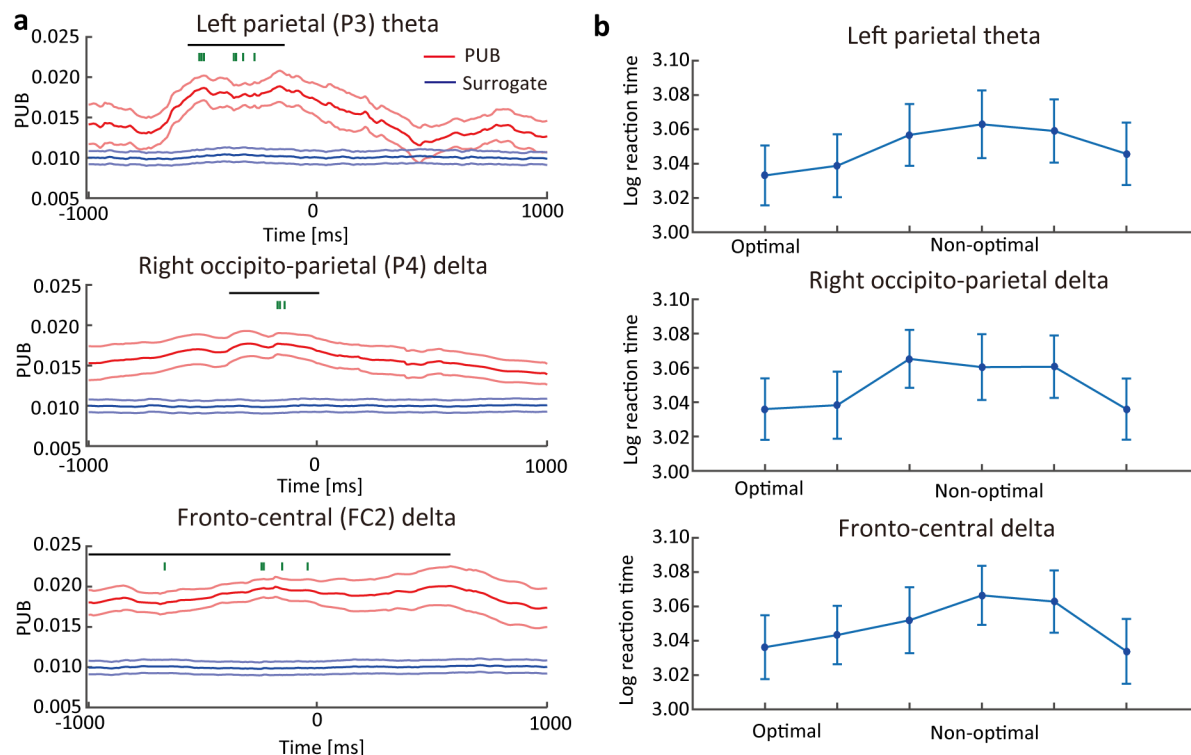 a
Left parietal (P3) theta
0.025
0.020
0.015
0.010
0.005
PUB
PUB
Surrogate
-1000
0
1000
Time [ms]
Right occipito-parietal (P4) delta
0.025
0.020
0.015
0.010
0.005
PUB
-1000
0
1000
Time [ms]
Fronto-central (FC2) delta
0.025
0.020
0.015
0.010
0.005
PUB
-1000
0
1000
Time [ms]
b
Left parietal theta
3.10
3.08
3.06
3.04
3.02
3.00
Log reaction time
Optimal
Non-optimal
Right occipito-parietal delta
3.10
3.08
3.06
3.04
3.02
3.00
Log reaction time
Optimal
Non-optimal
Fronto-central delta
3.10
3.08
3.06
3.04
3.02
3.00
Log reaction time
Optimal
Non-optimal